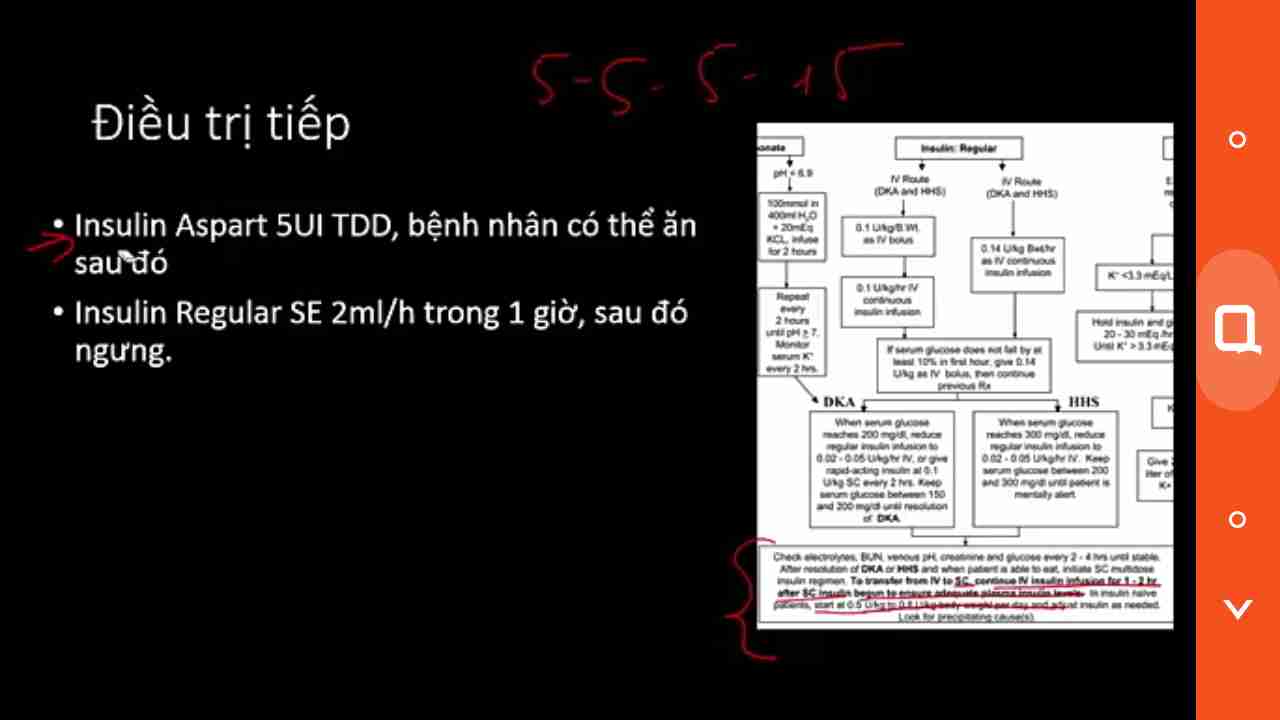 5-5-5-15
Điều trị tiếp
• Insulin Aspart 5UI TDD, bệnh nhân có thể ăn
sau đó
• Insulin Regular SE 2ml/h trong 1 giờ, sau đó
ngưng.
onate
pH < 6.9
100mmol in
400ml H₂O
+ 20mEq
KCL, infuse
for 2 hours
Repeat
every
2 hours
until pH ≥ 7.
Monitor
serum K⁺
every 2 hrs.
Insulin: Regular
IV Route
(DKA and HHS)
IV Route
(DKA and HHS)
0.1 U/kg/B.Wt.
as IV bolus
0.14 U/kg Bwt/hr
as IV continuous
insulin infusion
0.1 U/kg/hr IV
continuous
insulin infusion
If serum glucose does not fall by at
least 10% in first hour, give 0.14
U/kg as IV bolus, then continue
previous Rx
DKA
HHS
When serum glucose
reaches 200 mg/dl, reduce
regular insulin infusion to
0.02 - 0.05 U/kg/hr IV, or give
rapid-acting insulin at 0.1
U/kg SC every 2 hrs. Keep
serum glucose between 150
and 200 mg/dl until resolution
of DKA.
When serum glucose
reaches 300 mg/dl, reduce
regular insulin infusion to
0.02 - 0.05 U/kg/hr IV. Keep
serum glucose between 200
and 300 mg/dl until patient is
mentally alert.
K⁺ <3.3 mEq/L
Hold insulin and gi
20 - 30 mEq /hr
Until K⁺ > 3.3 mEq
Give 2
liter of
K+
Check electrolytes, BUN, venous pH, creatinine and glucose every 2 - 4 hrs until stable.
After resolution of DKA or HHS and when patient is able to eat, initiate SC multidose
insulin regimen. To transfer from IV to SC, continue IV insulin infusion for 1 - 2 hr
after SC insulin begun to ensure adequate plasma insulin levels. In insulin naive
patients, start at 0.5 U/kg to 0.8 U/kg body weight per day and adjust insulin as needed.
Look for precipitating cause(s).